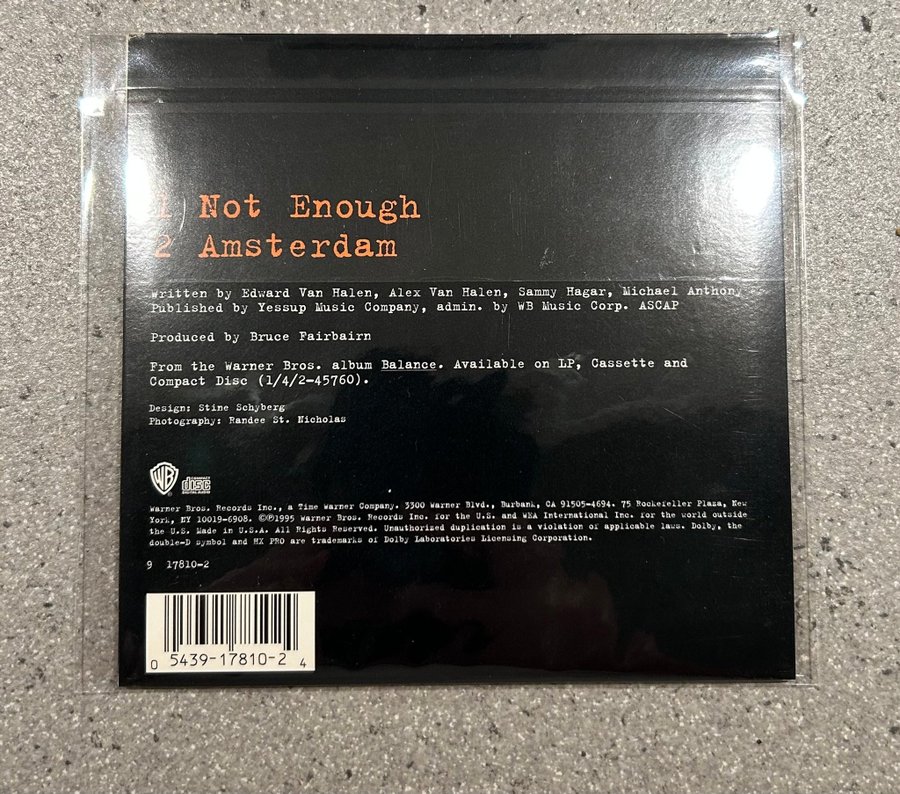 1 Not Enough
2 Amsterdam
Written by Edward Van Halen, Alex Van Halen, Sammy Hagar, Michael Anthony
Published by Yessup Music Company, admin. by WB Music Corp. ASCAP
Produced by Bruce Fairbairn
From the Warner Bros. album Balance. Available on LP, Cassette and
Compact Disc (1/4/2-45760).
Design: Stine Schyberg
Photography: Randee St. Nicholas
WB
COMPACT
disc
DIGITAL AUDIO
Warner Bros. Records Inc., a Time Warner Company. 3300 Warner Blvd., Burbank, CA 91505-4694. 75 Rockefeller Plaza, New
York, NY 10019-6908. ©℗1995 Warner Bros. Records Inc. for the U.S. and WEA International Inc. for the world outside
the U.S. Made in U.S.A. All Rights Reserved. Unauthorized duplication is a violation of applicable laws. Dolby, the
double-D symbol and HX PRO are trademarks of Dolby Laboratories Licensing Corporation.
9 17810-2
0 5439-17810-2 4